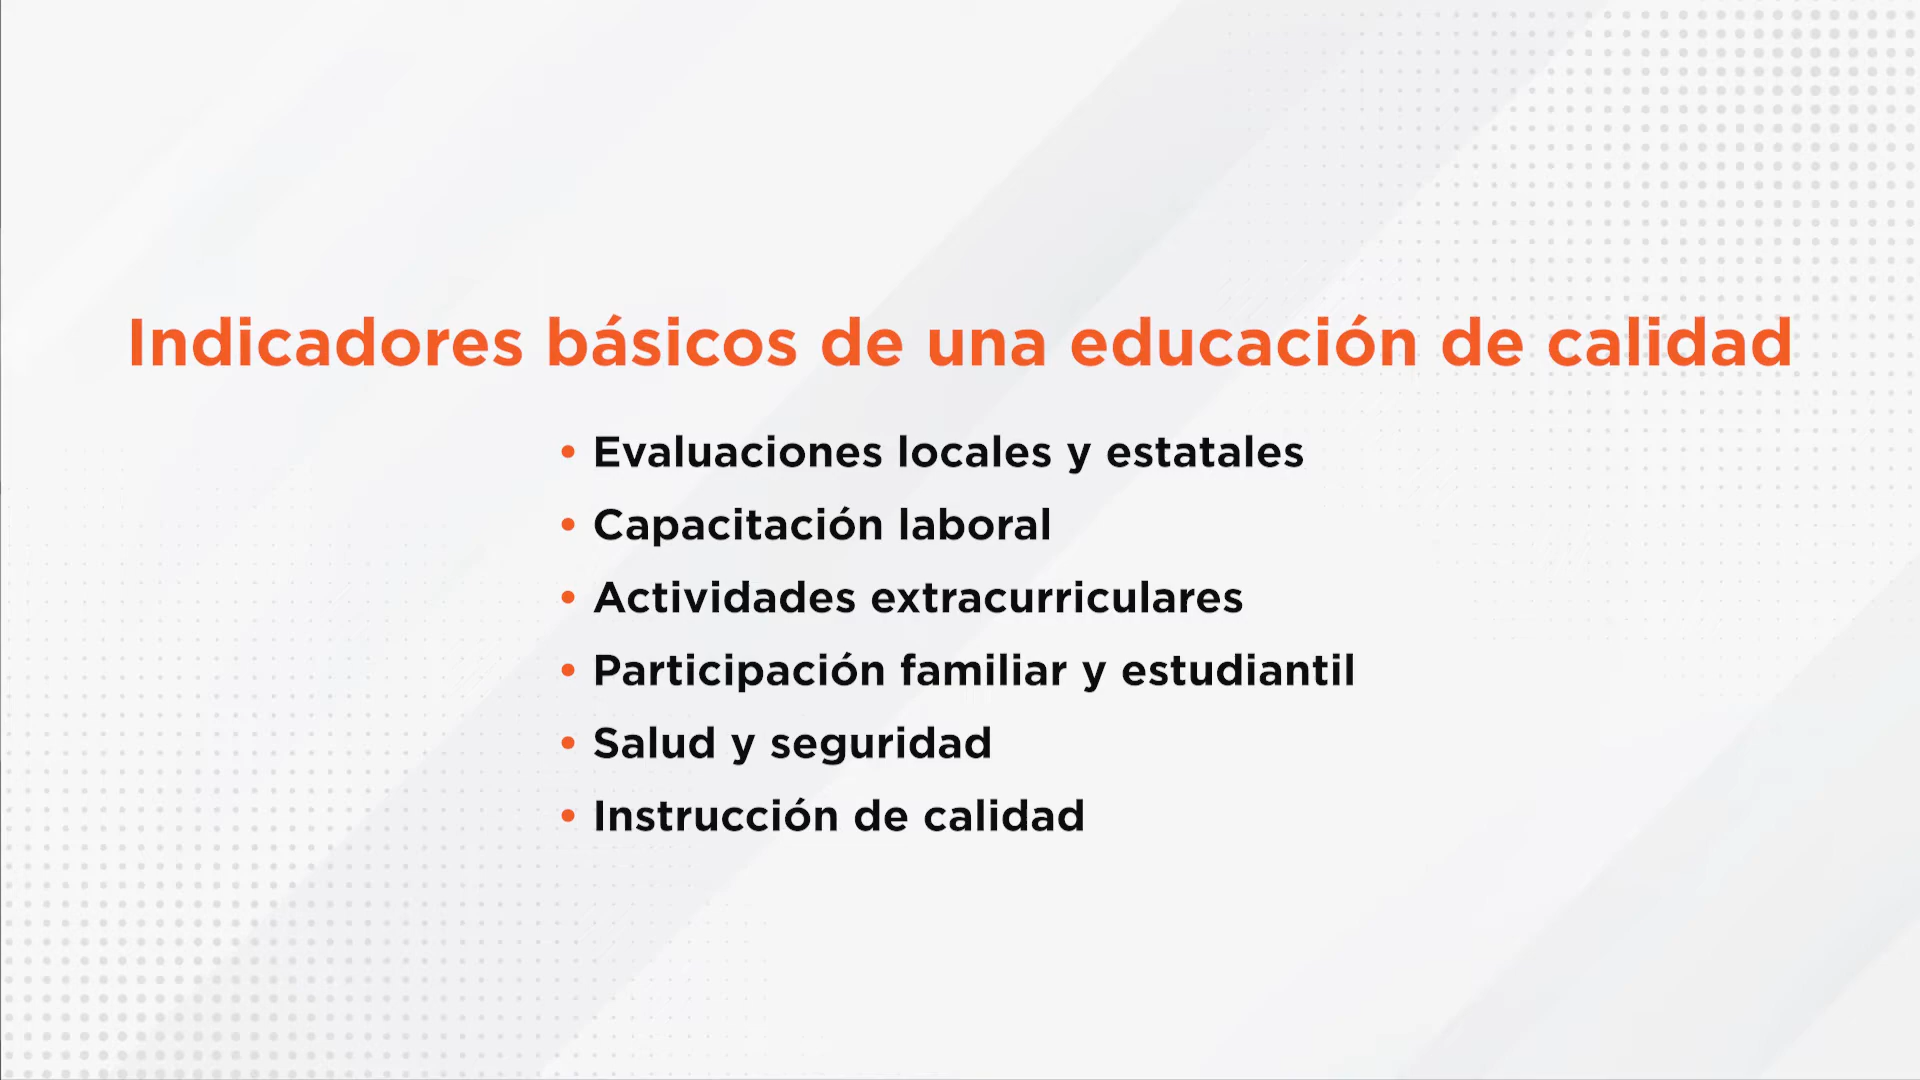 Indicadores básicos de una educación de calidad
• Evaluaciones locales y estatales
• Capacitación laboral
• Actividades extracurriculares
• Participación familiar y estudiantil
• Salud y seguridad
• Instrucción de calidad